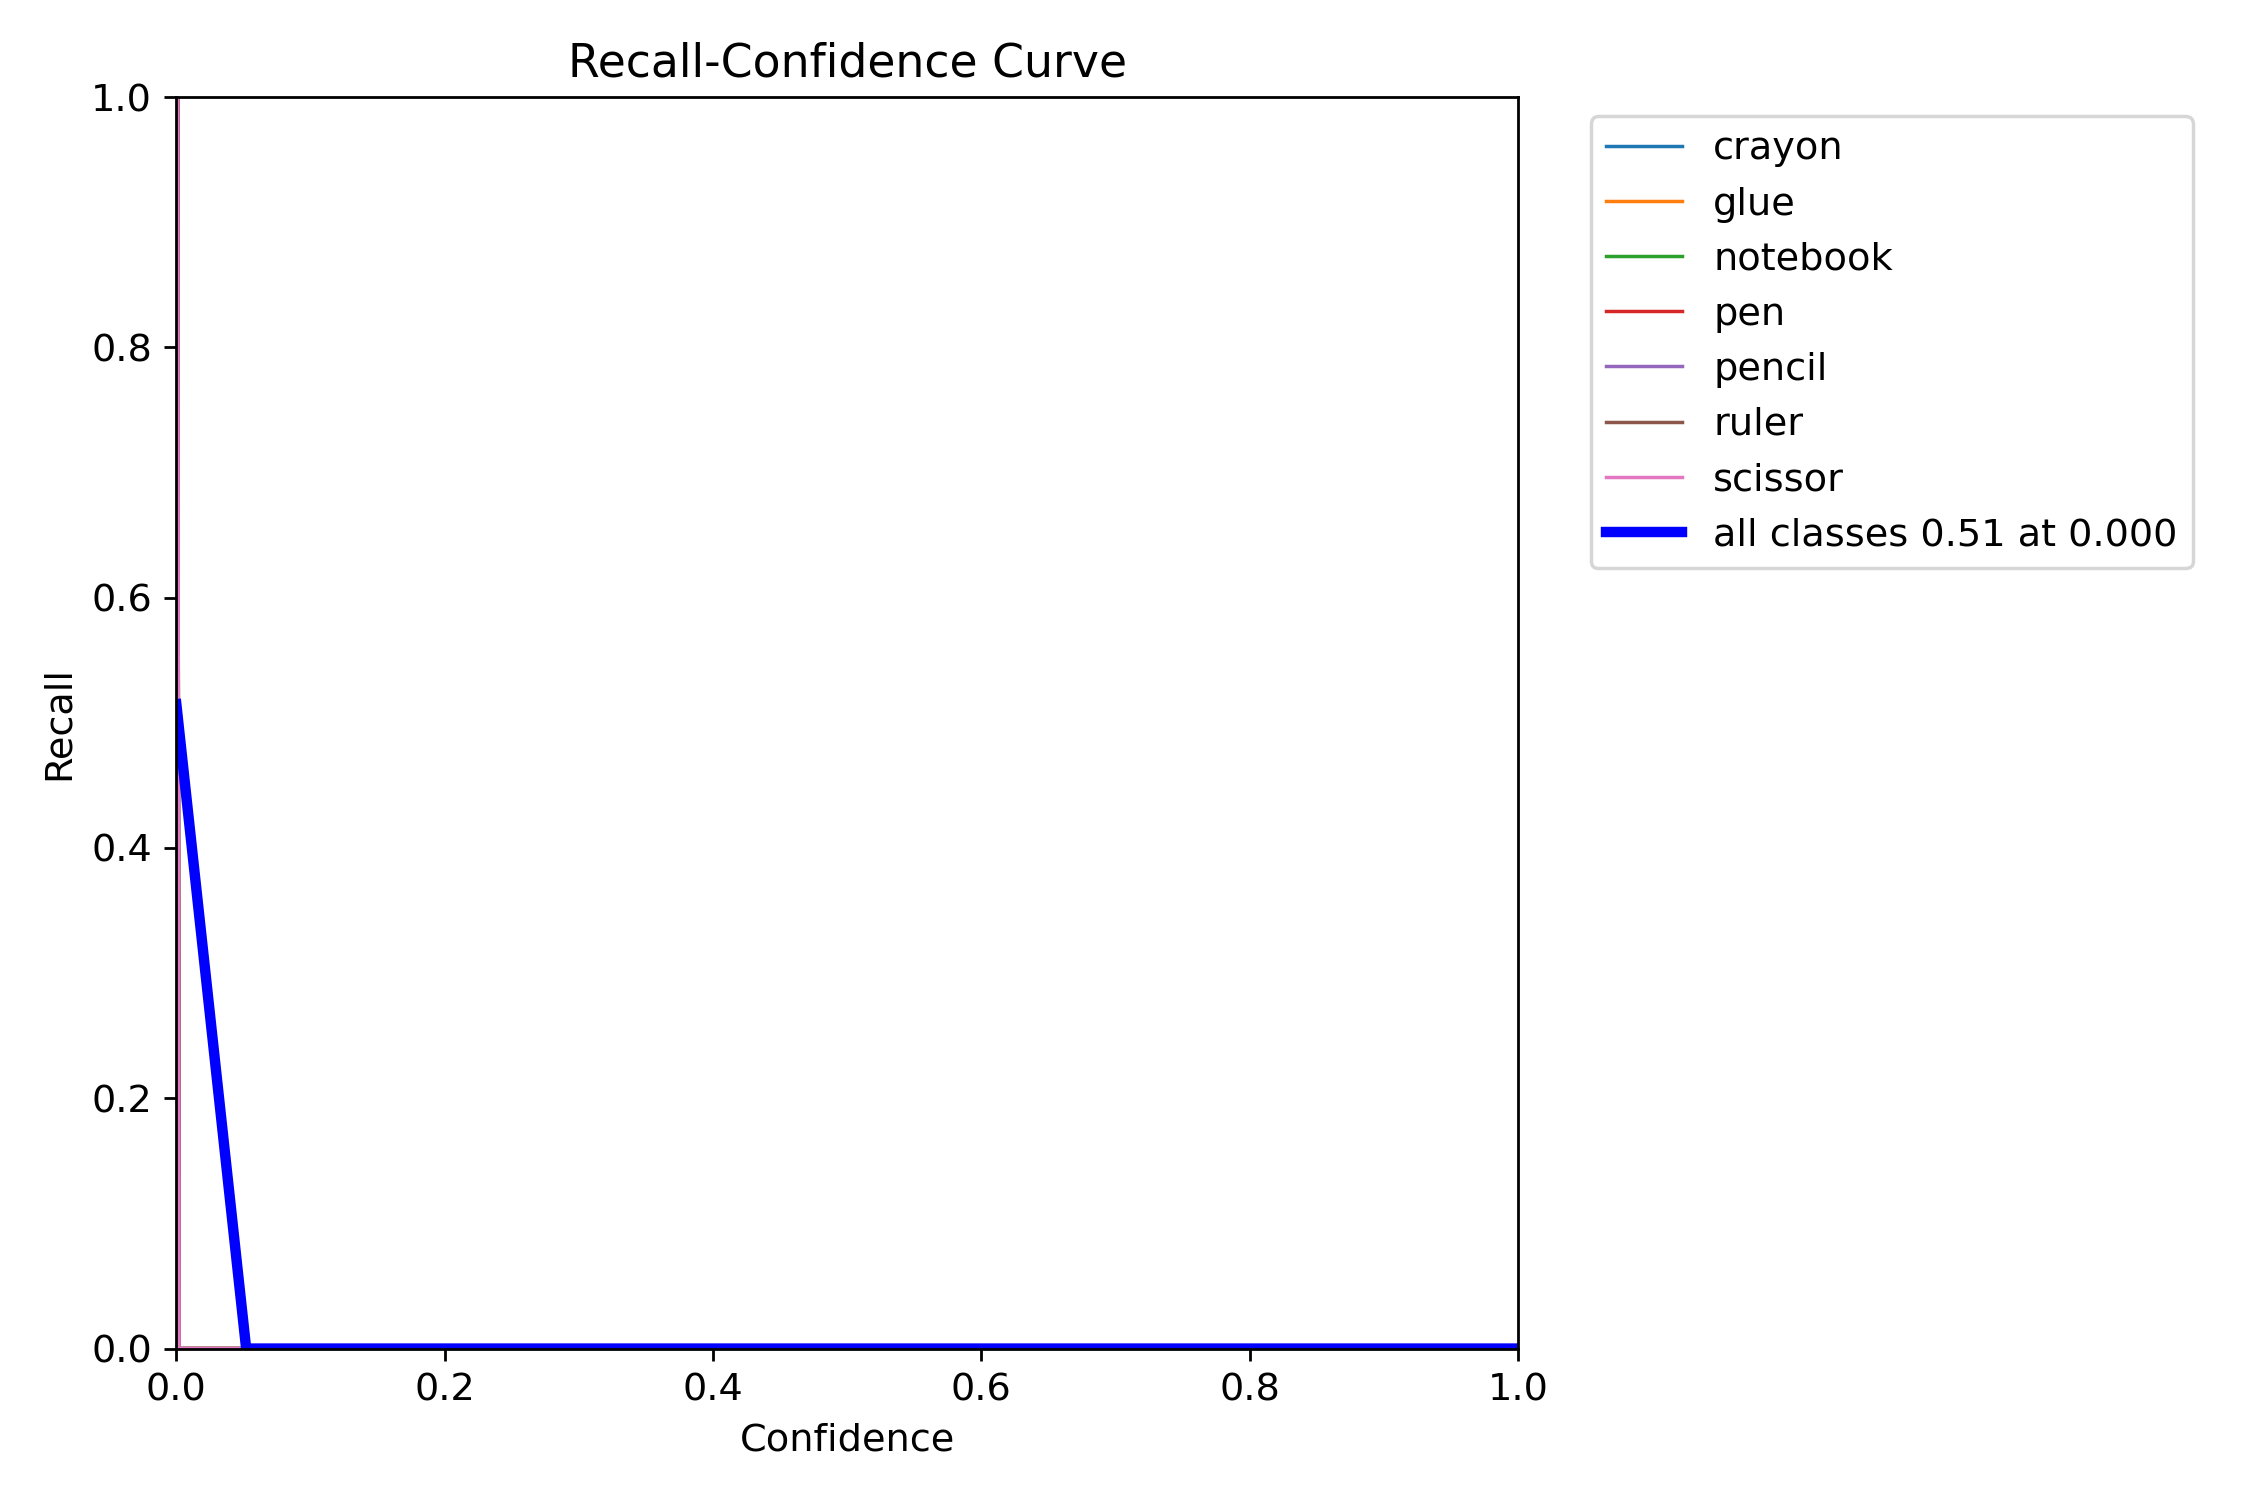 Recall-Confidence Curve
1.0
0.8
0.6
0.4
0.2
0.0
Recall
0.0 0.2 0.4 0.6 0.8 1.0
Confidence
crayon
glue
notebook
pen
pencil
ruler
scissor
all classes 0.51 at 0.000